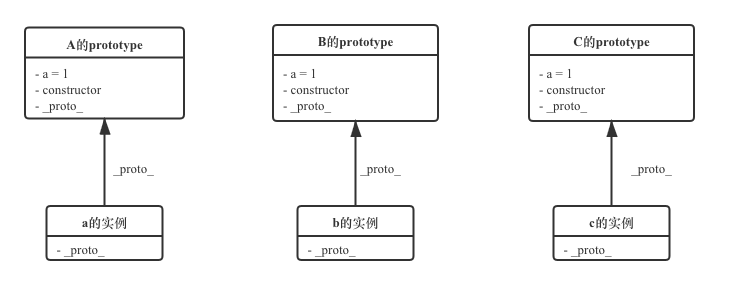 A的prototype
- a = 1
- constructor
- _proto_
_proto_
a的实例
- _proto_
B的prototype
- a = 1
- constructor
- _proto_
_proto_
b的实例
- _proto_
C的prototype
- a = 1
- constructor
- _proto_
_proto_
c的实例
- _proto_